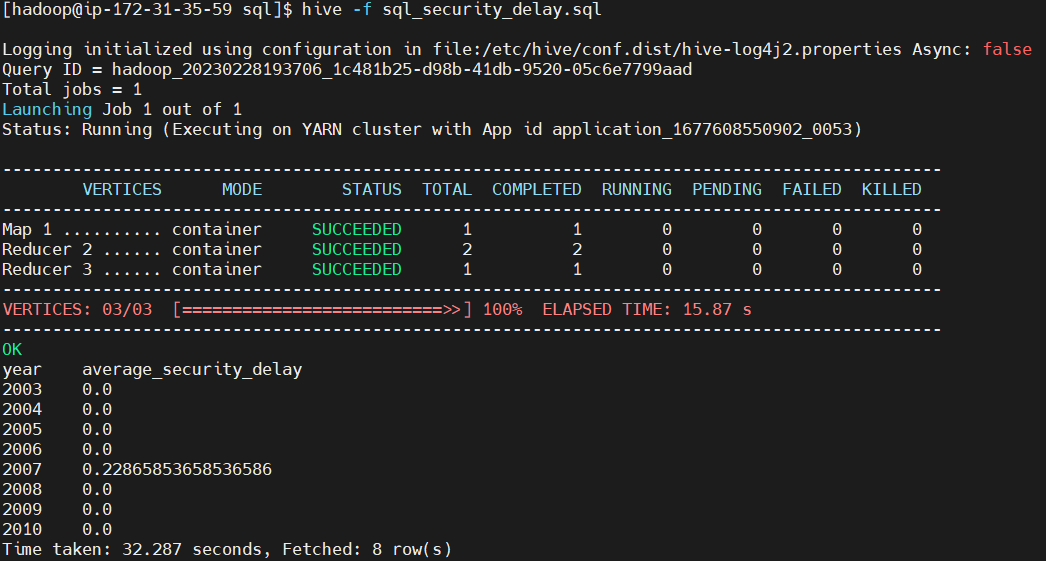 [hadoop@ip-172-31-35-59 sql]$ hive -f sql_security_delay.sql
Logging initialized using configuration in file:/etc/hive/conf.dist/hive-log4j2.properties Async: false
Query ID = hadoop_20230228193706_1c481b25-d98b-41db-9520-05c6e7799aad
Total jobs = 1
Launching Job 1 out of 1
Status: Running (Executing on YARN cluster with App id application_1677608550902_0053)
----------------------------------------------------------------------------------------------
        VERTICES      MODE        STATUS  TOTAL  COMPLETED  RUNNING  PENDING  FAILED  KILLED
----------------------------------------------------------------------------------------------
Map 1 .......... container     SUCCEEDED      1          1        0        0       0       0
Reducer 2 ...... container     SUCCEEDED      2          2        0        0       0       0
Reducer 3 ...... container     SUCCEEDED      1          1        0        0       0       0
----------------------------------------------------------------------------------------------
VERTICES: 03/03  [==========================>>] 100%  ELAPSED TIME: 15.87 s
----------------------------------------------------------------------------------------------
OK
year    average_security_delay
2003    0.0
2004    0.0
2005    0.0
2006    0.0
2007    0.22865853658536586
2008    0.0
2009    0.0
2010    0.0
Time taken: 32.287 seconds, Fetched: 8 row(s)